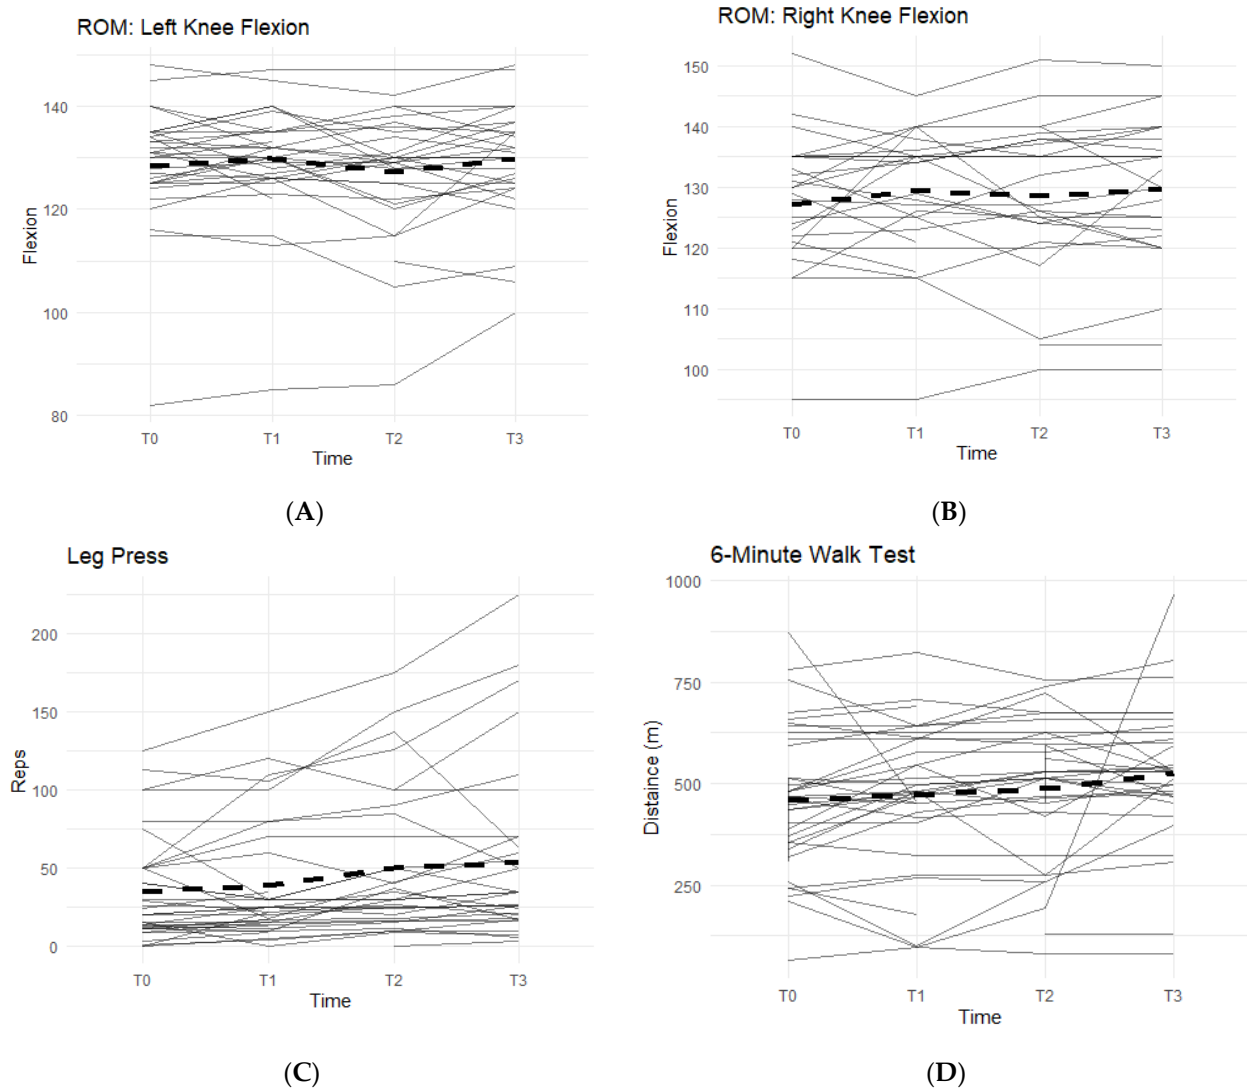 ROM: Left Knee Flexion
140
120
100
80
Flexion
T0 T1 T2 T3
Time
(A)
ROM: Right Knee Flexion
150
140
130
120
110
100
Flexion
T0 T1 T2 T3
Time
(B)
Leg Press
200
150
100
50
0
Reps
T0 T1 T2 T3
Time
(C)
6-Minute Walk Test
1000
750
500
250
Distance (m)
T0 T1 T2 T3
Time
(D)